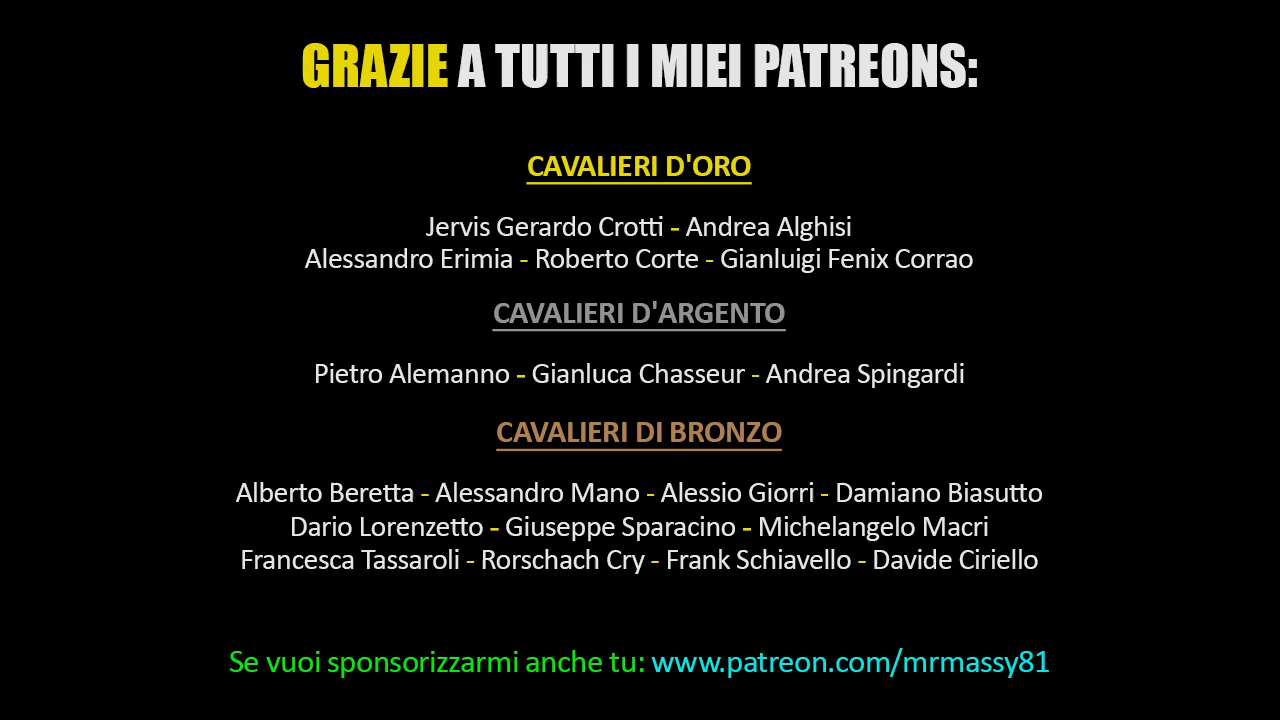 GRAZIE A TUTTI I MIEI PATREONS:
CAVALIERI D'ORO
Jervis Gerardo Crotti - Andrea Alghisi
Alessandro Erimia - Roberto Corte - Gianluigi Fenix Corrao
CAVALIERI D'ARGENTO
Pietro Alemanno - Gianluca Chasseur - Andrea Spingardi
CAVALIERI DI BRONZO
Alberto Beretta - Alessandro Mano - Alessio Giorri - Damiano Biasutto
Dario Lorenzetto - Giuseppe Sparacino - Michelangelo Macri
Francesca Tassaroli - Rorschach Cry - Frank Schiavello - Davide Ciriello
Se vuoi sponsorizzarmi anche tu: www.patreon.com/mrmassy81